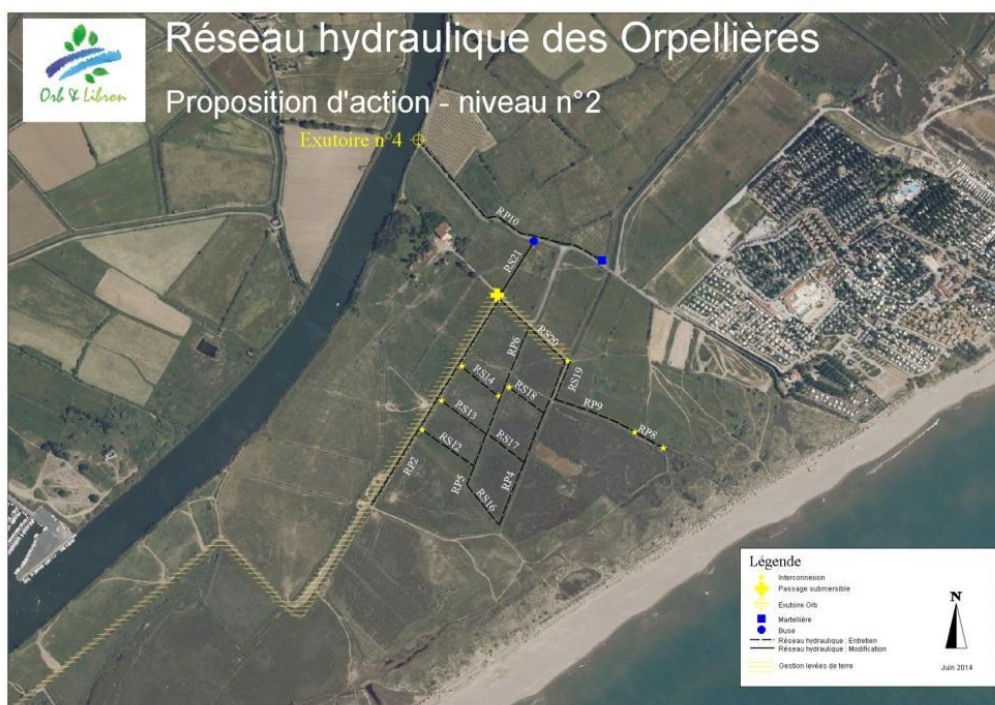 Réseau hydraulique des Orpellières
Orb & Libron
Proposition d'action - niveau n°2
Exutoire n°4
RP10
RS21
RS20
RP6
RS19
RS14
RS18
RP9
RS13
RP8
RS12
RS17
RP2
RP5
RP4
RS16
Légende
Interconnexion
Passage submersible
Exutoire Orb
Martellière
Buse
Réseau hydraulique : Entretien
Réseau hydraulique : Modification
Gestion levées de terre
N
Juin 2014